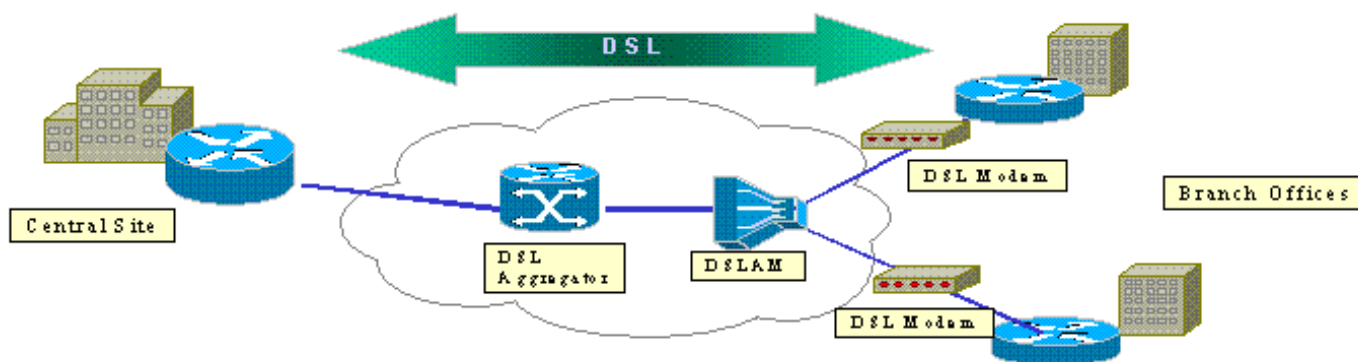 DSL
DSL Modem
Branch Offices
Central Site
DSL
Aggregator
DSLAM
DSL Modem